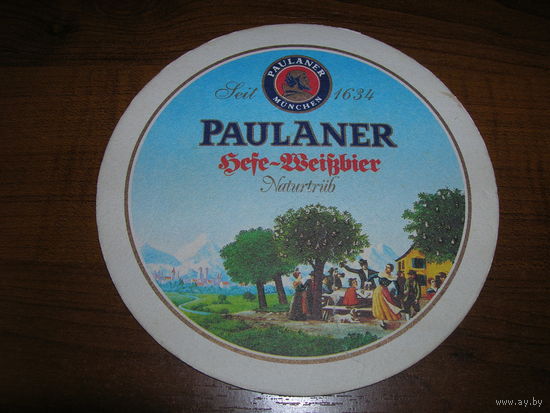 PAULANER
MÜNCHEN
Seit 1634
PAULANER
Hefe-Weißbier
Naturtrüb
www.ay.by